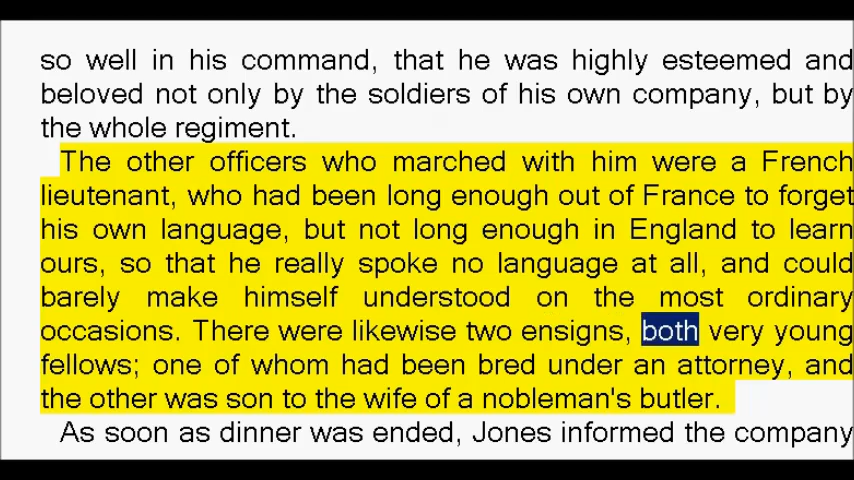 so well in his command, that he was highly esteemed and
beloved not only by the soldiers of his own company, but by
the whole regiment.
The other officers who marched with him were a French
lieutenant, who had been long enough out of France to forget
his own language, but not long enough in England to learn
ours, so that he really spoke no language at all, and could
barely make himself understood on the most ordinary
occasions. There were likewise two ensigns, both very young
fellows; one of whom had been bred under an attorney, and
the other was son to the wife of a nobleman's butler.
As soon as dinner was ended, Jones informed the company